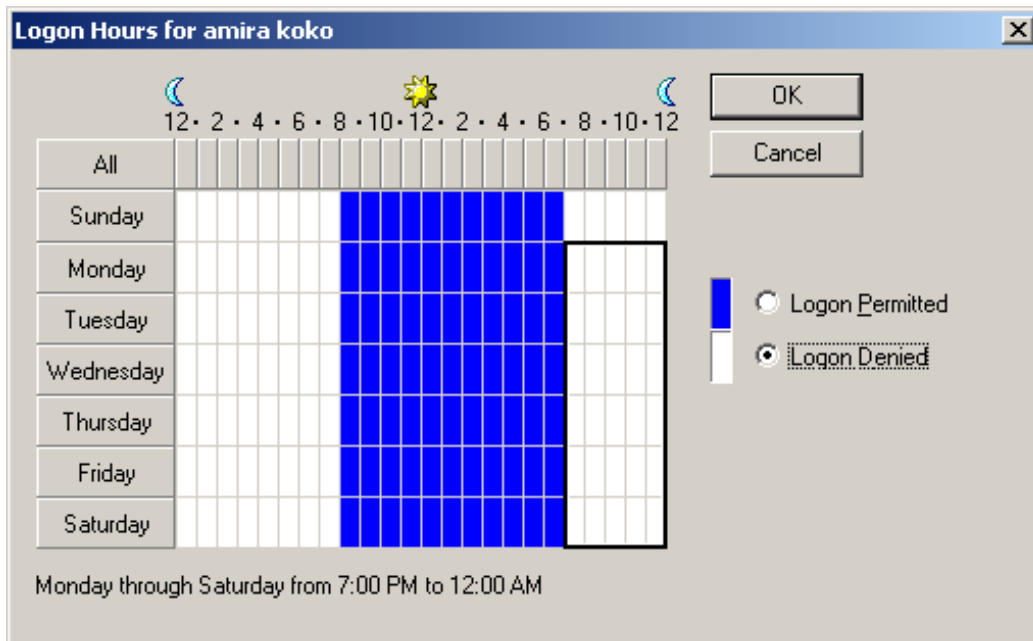 Logon Hours for amira koko
OK
12 · 2 · 4 · 6 · 8 · 10 · 12 · 2 · 4 · 6 · 8 · 10 · 12
Cancel
All
Sunday
Monday
Logon Permitted
Tuesday
Logon Denied
Wednesday
Thursday
Friday
Saturday
Monday through Saturday from 7:00 PM to 12:00 AM